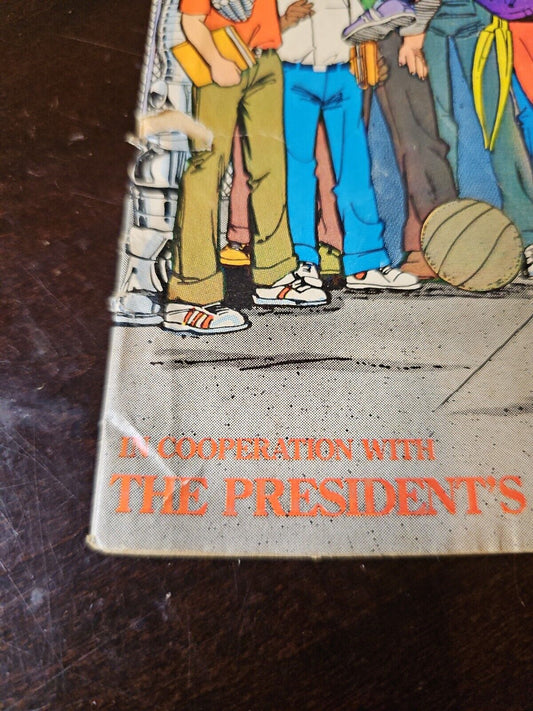 IN COOPERATION WITH
THE PRESIDENT'S